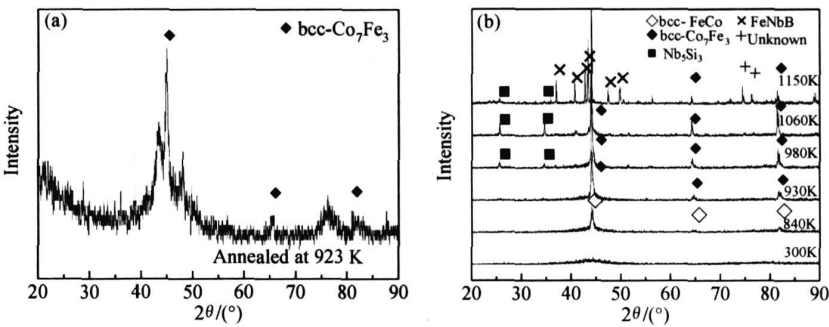 (a)
◆ bcc-Co₇Fe₃
Intensity
Annealed at 923 K
20 30 40 50 60 70 80 90
2θ/(°)
(b)
◇ bcc- FeCo × FeNbB
◆ bcc-Co₇Fe₃ + Unknown
■ Nb₅Si₃
Intensity
1150K
1060K
980K
930K
840K
300K
20 30 40 50 60 70 80 90
2θ/(°)